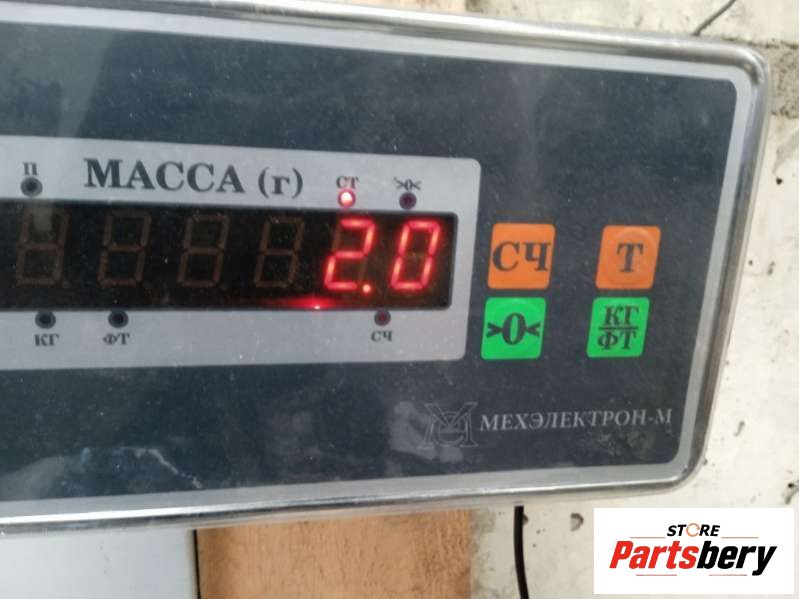 П
МАССА (г)
СТ
>0<
2.0
КГ
ФТ
СЧ
СЧ
Т
>0<
КГ
ФТ
МЕХЭЛЕКТРОН-М
STORE
Partsbery